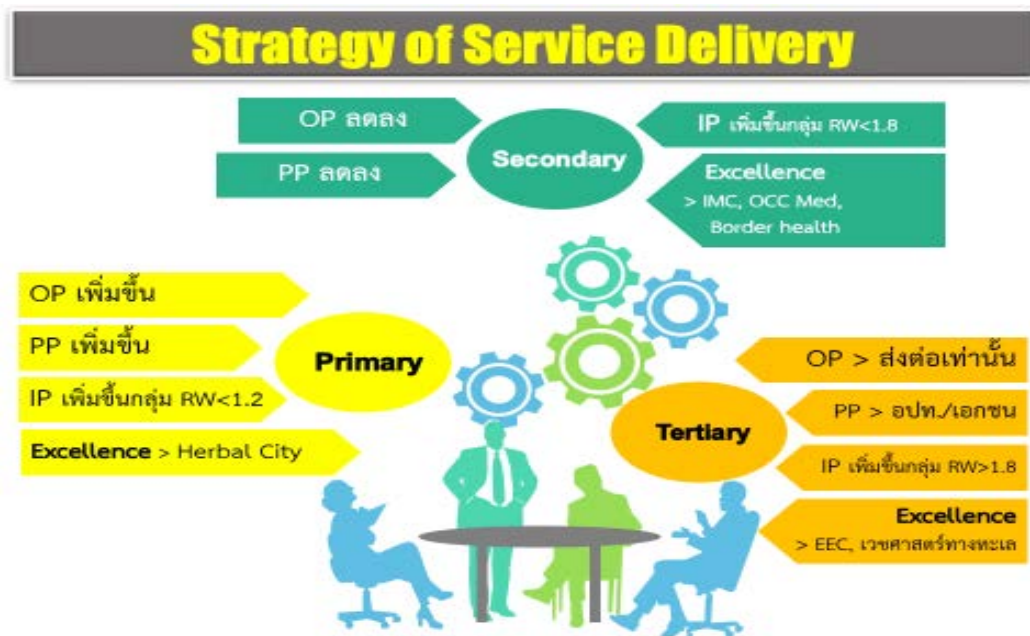 Strategy of Service Delivery
OP ลดลง
PP ลดลง
Secondary
IP เพิ่มขึ้นกลุ่ม RW<1.8
Excellence
> IMC, OCC Med,
Border health
OP เพิ่มขึ้น
PP เพิ่มขึ้น
IP เพิ่มขึ้นกลุ่ม RW<1.2
Excellence > Herbal City
Primary
Tertiary
OP > ส่งต่อเท่านั้น
PP > อปท./เอกชน
IP เพิ่มขึ้นกลุ่ม RW>1.8
Excellence
> EEC, เวชศาสตร์ทางทะเล